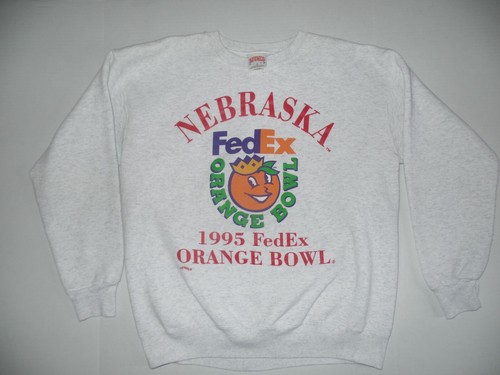 NEBRASKA
FedEx
ORANGE BOWL
1995 FedEx
ORANGE BOWL